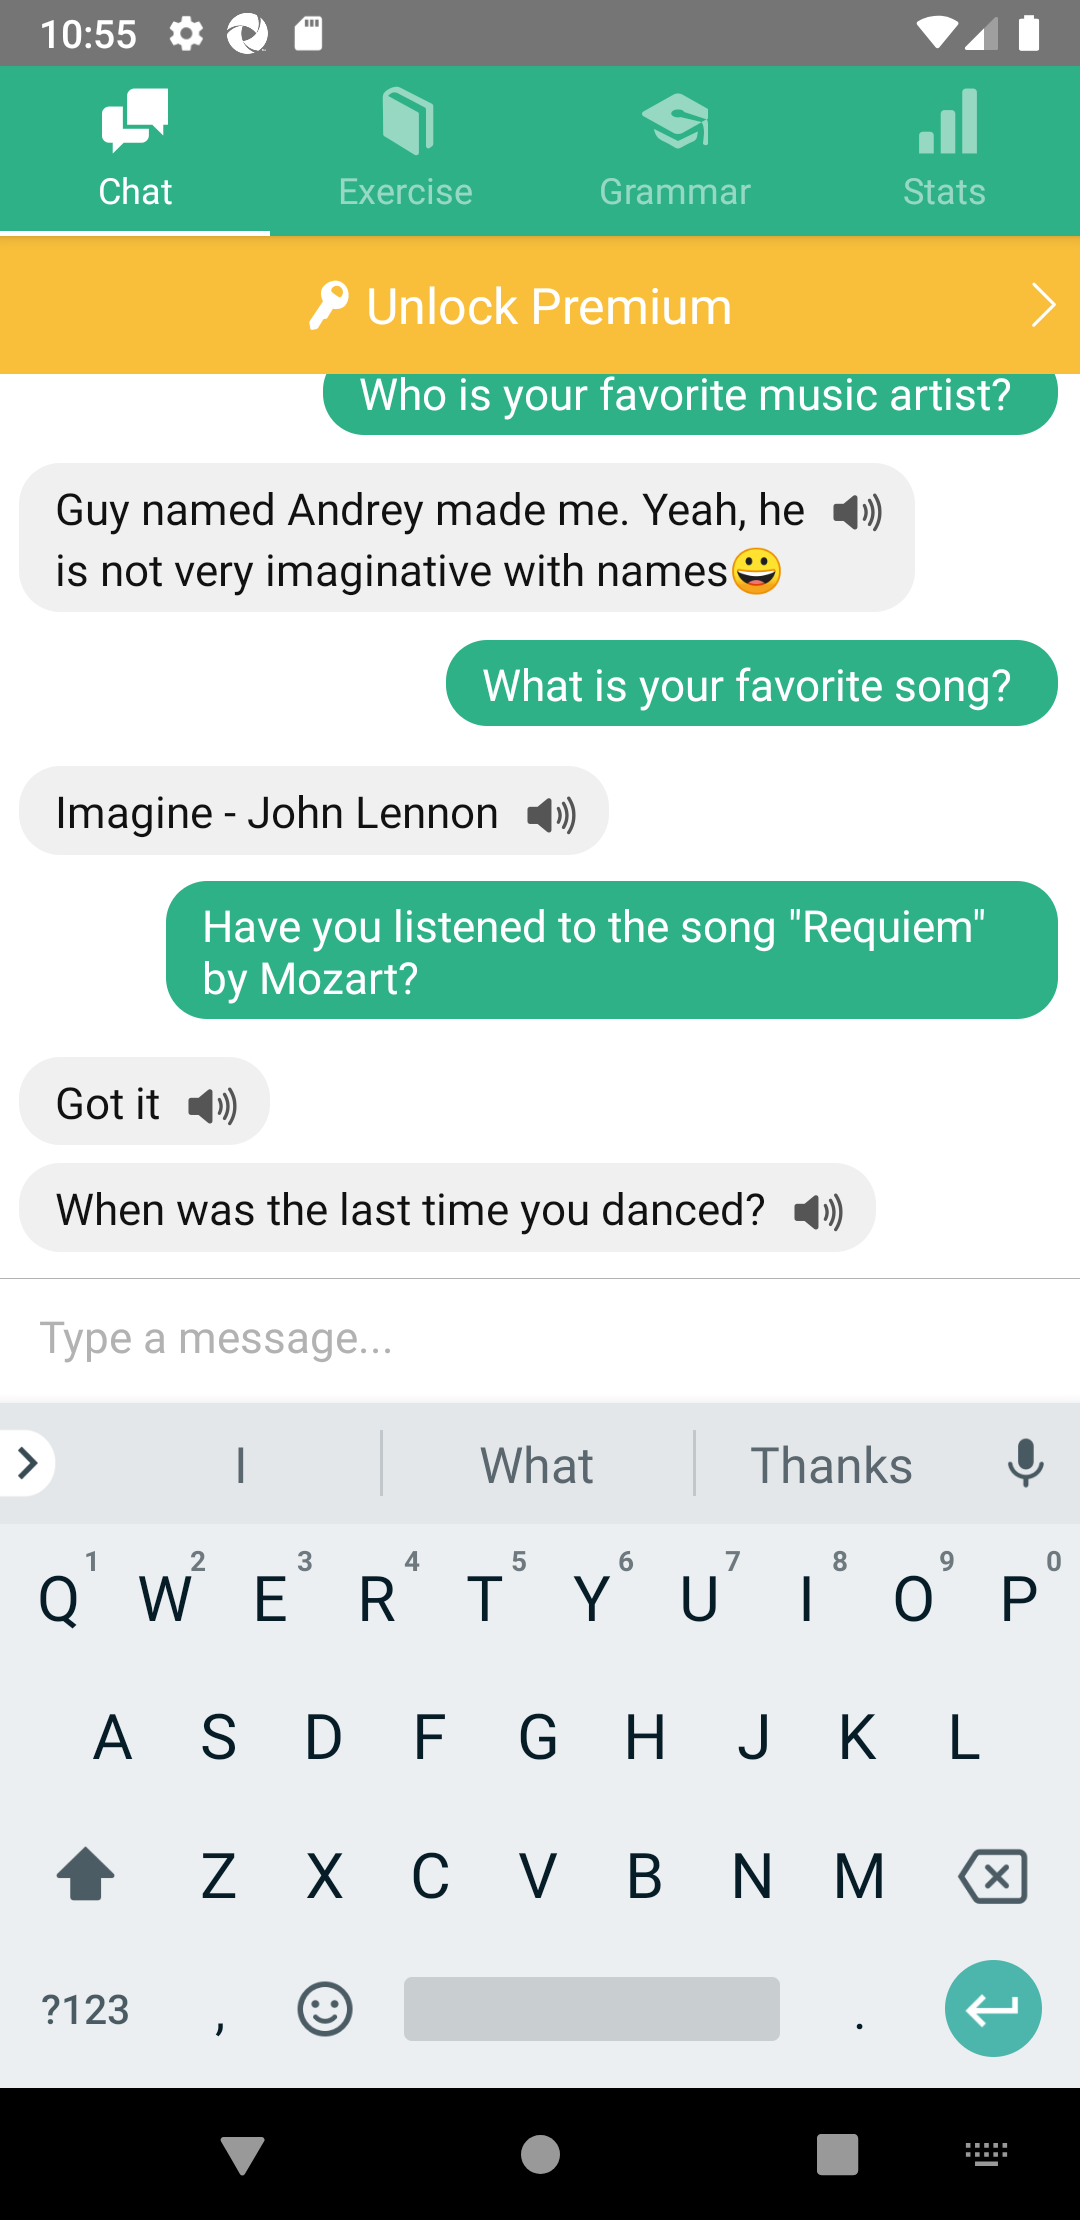 10:55
Chat
Exercise
Grammar
Stats
Unlock Premium
Who is your favorite music artist?
Guy named Andrey made me. Yeah, he
is not very imaginative with names😀
What is your favorite song?
Imagine - John Lennon
Have you listened to the song "Requiem"
by Mozart?
Got it
When was the last time you danced?
Type a message...
I What Thanks
1 2 3 4 5 6 7 8 9 0
Q W E R T Y U I O P
A S D F G H J K L
Z X C V B N M
?123 , .